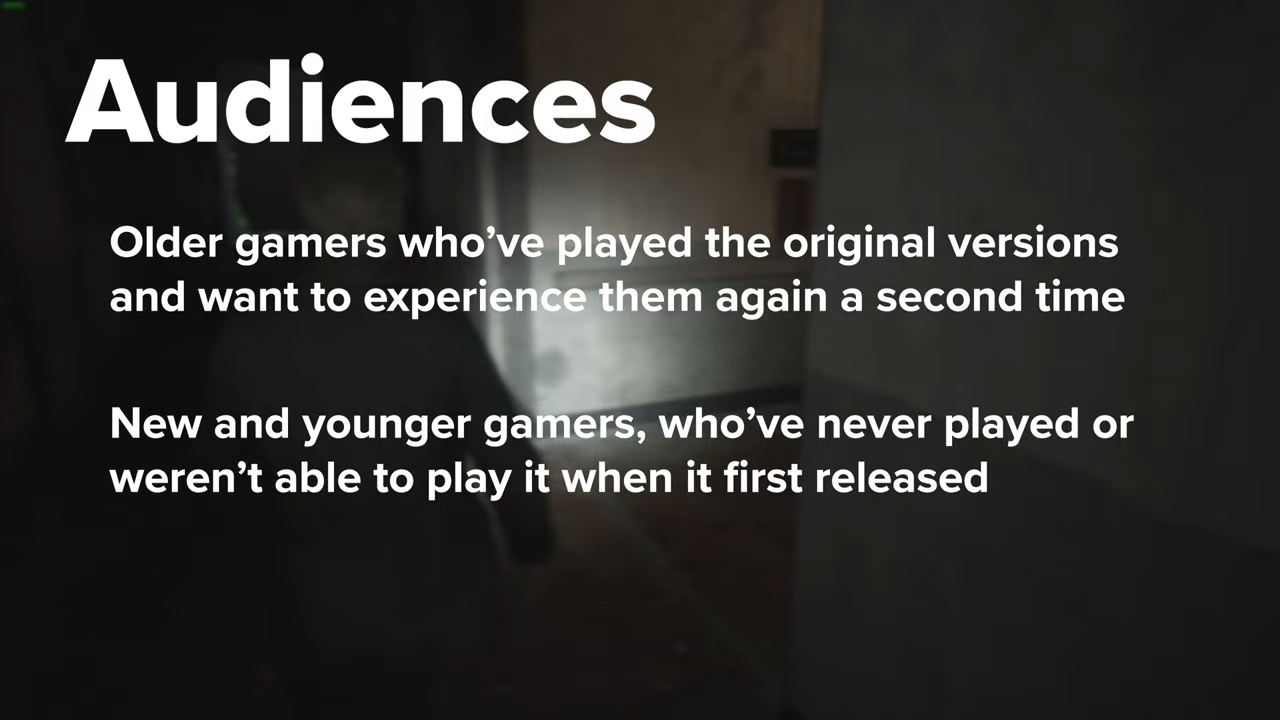 Audiences
Older gamers who’ve played the original versions
and want to experience them again a second time
New and younger gamers, who’ve never played or
weren’t able to play it when it first released